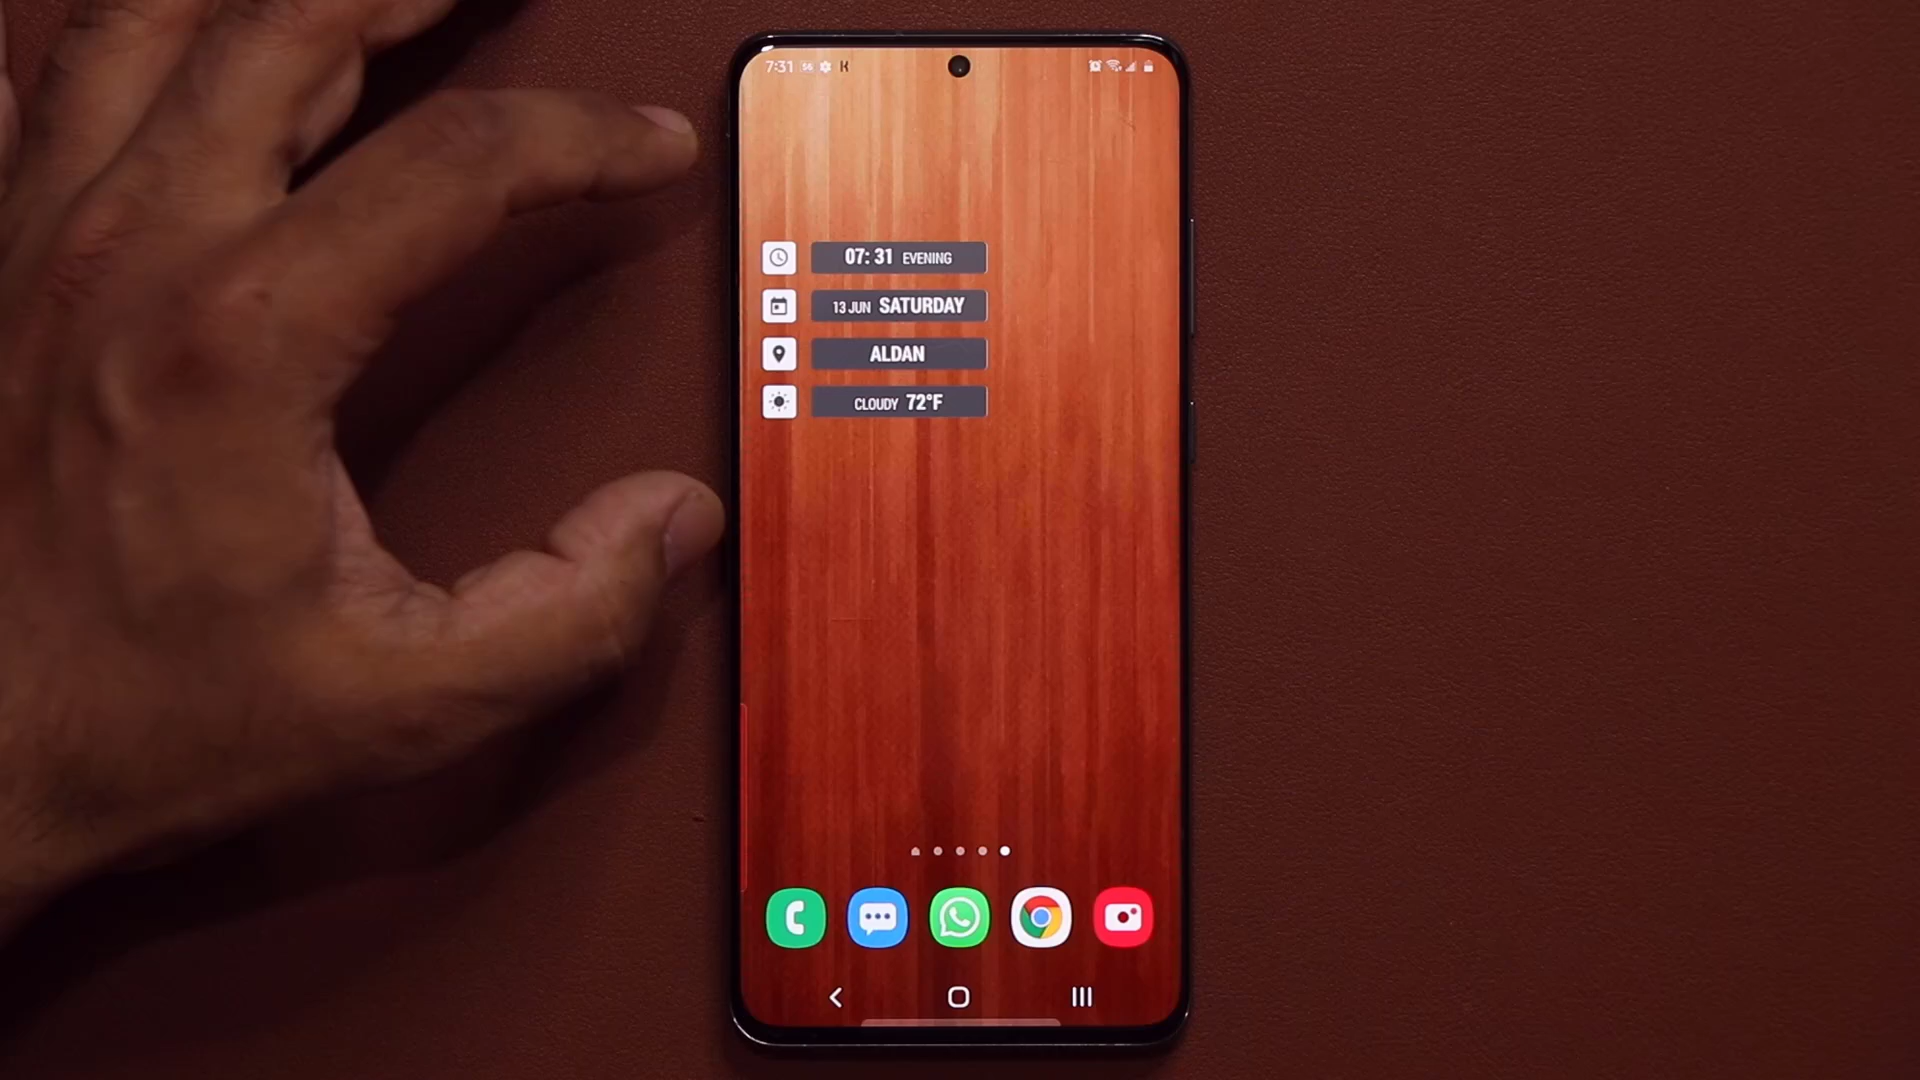 7:31
07: 31 EVENING
13 JUN SATURDAY
ALDAN
CLOUDY 72°F